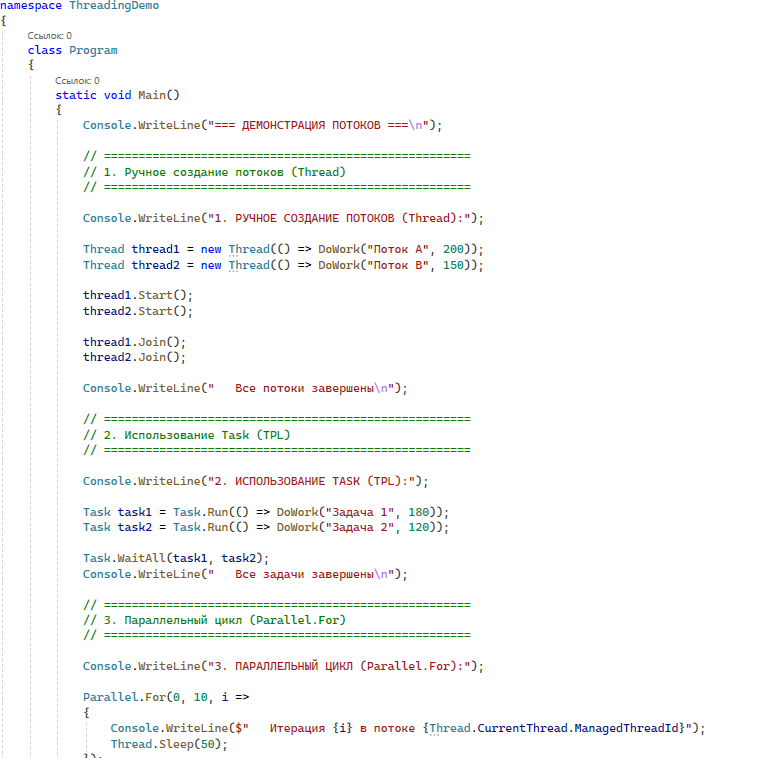 namespace ThreadingDemo
{
Ссылок: 0
class Program
{
Ссылок: 0
static void Main()
{
Console.WriteLine("=== ДЕМОНСТРАЦИЯ ПОТОКОВ ===\n");
// =====================================================
// 1. Ручное создание потоков (Thread)
// =====================================================
Console.WriteLine("1. РУЧНОЕ СОЗДАНИЕ ПОТОКОВ (Thread):");
Thread thread1 = new Thread(() => DoWork("Поток A", 200));
Thread thread2 = new Thread(() => DoWork("Поток B", 150));
thread1.Start();
thread2.Start();
thread1.Join();
thread2.Join();
Console.WriteLine("   Все потоки завершены\n");
// =====================================================
// 2. Использование Task (TPL)
// =====================================================
Console.WriteLine("2. ИСПОЛЬЗОВАНИЕ TASK (TPL):");
Task task1 = Task.Run(() => DoWork("Задача 1", 180));
Task task2 = Task.Run(() => DoWork("Задача 2", 120));
Task.WaitAll(task1, task2);
Console.WriteLine("   Все задачи завершены\n");
// =====================================================
// 3. Параллельный цикл (Parallel.For)
// =====================================================
Console.WriteLine("3. ПАРАЛЛЕЛЬНЫЙ ЦИКЛ (Parallel.For):");
Parallel.For(0, 10, i =>
{
Console.WriteLine($"   Итерация {i} в потоке {Thread.CurrentThread.ManagedThreadId}");
Thread.Sleep(50);
});